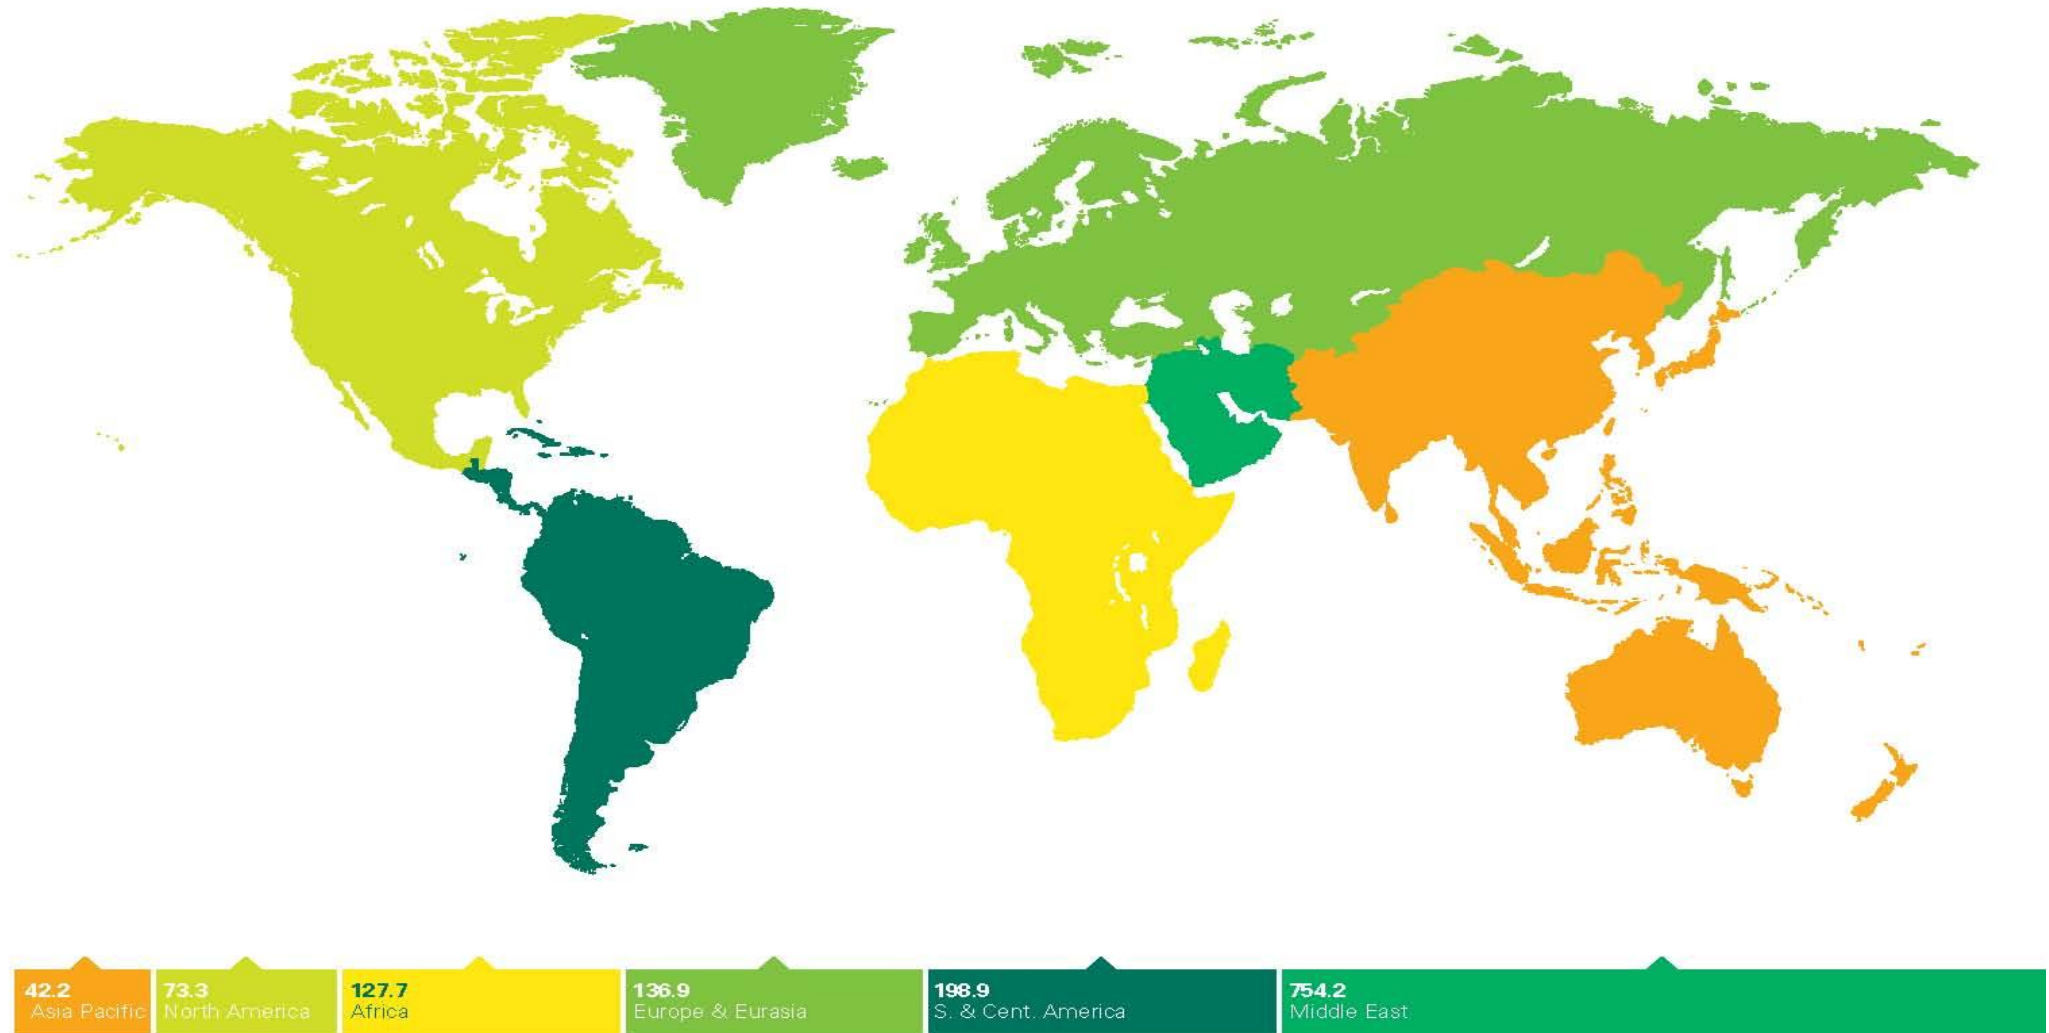 42.2
Asia Pacific
73.3
North America
127.7
Africa
136.9
Europe & Eurasia
198.9
S. & Cent. America
754.2
Middle East